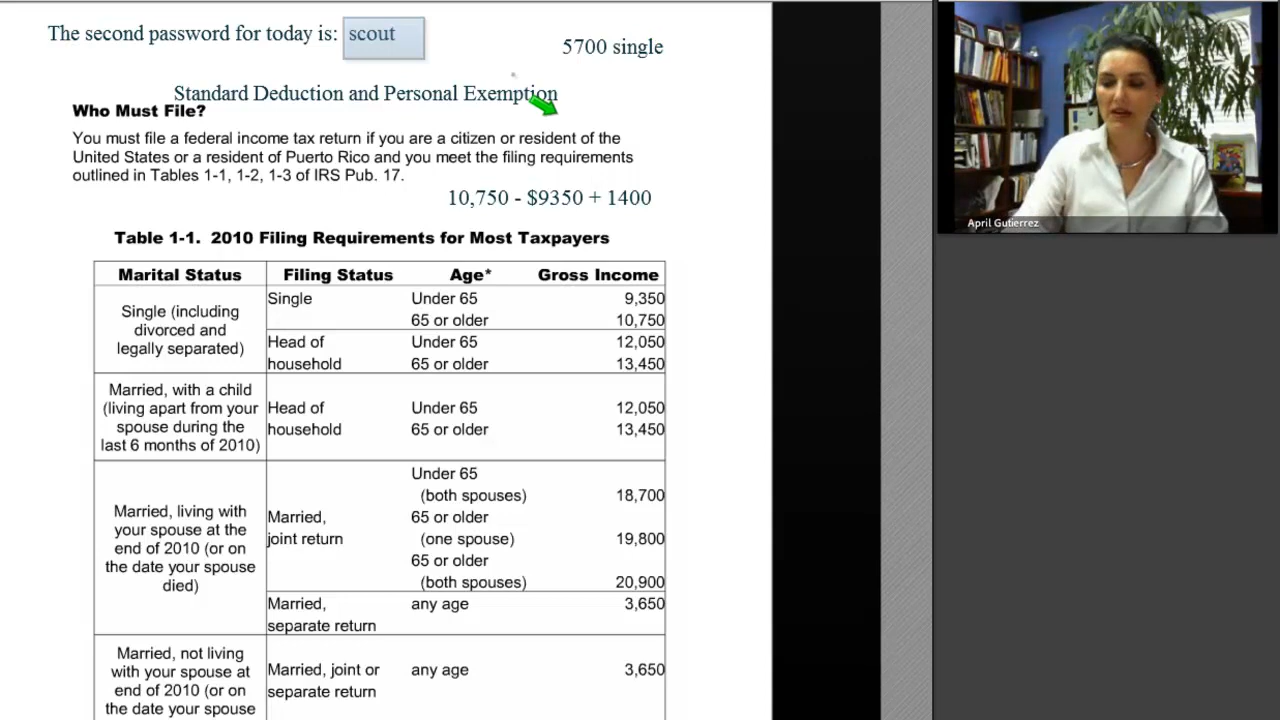 The second password for today is: scout
5700 single
Standard Deduction and Personal Exemption
Who Must File?
You must file a federal income tax return if you are a citizen or resident of the
United States or a resident of Puerto Rico and you meet the filing requirements
outlined in Tables 1-1, 1-2, 1-3 of IRS Pub. 17.
10,750 - $9350 + 1400
Table 1-1. 2010 Filing Requirements for Most Taxpayers
Marital Status Filing Status Age* Gross Income
Single (including
divorced and
legally separated)
Single Under 65 9,350
65 or older 10,750
Head of Under 65 12,050
household 65 or older 13,450
Married, with a child
(living apart from your
spouse during the
last 6 months of 2010)
Head of Under 65 12,050
household 65 or older 13,450
Married, living with
your spouse at the
end of 2010 (or on
the date your spouse
died)
Married,
joint return
Under 65
(both spouses) 18,700
65 or older
(one spouse) 19,800
65 or older
(both spouses) 20,900
Married, any age 3,650
separate return
Married, not living
with your spouse at
end of 2010 (or on
the date your spouse
Married, joint or any age 3,650
separate return
April Gutierrez